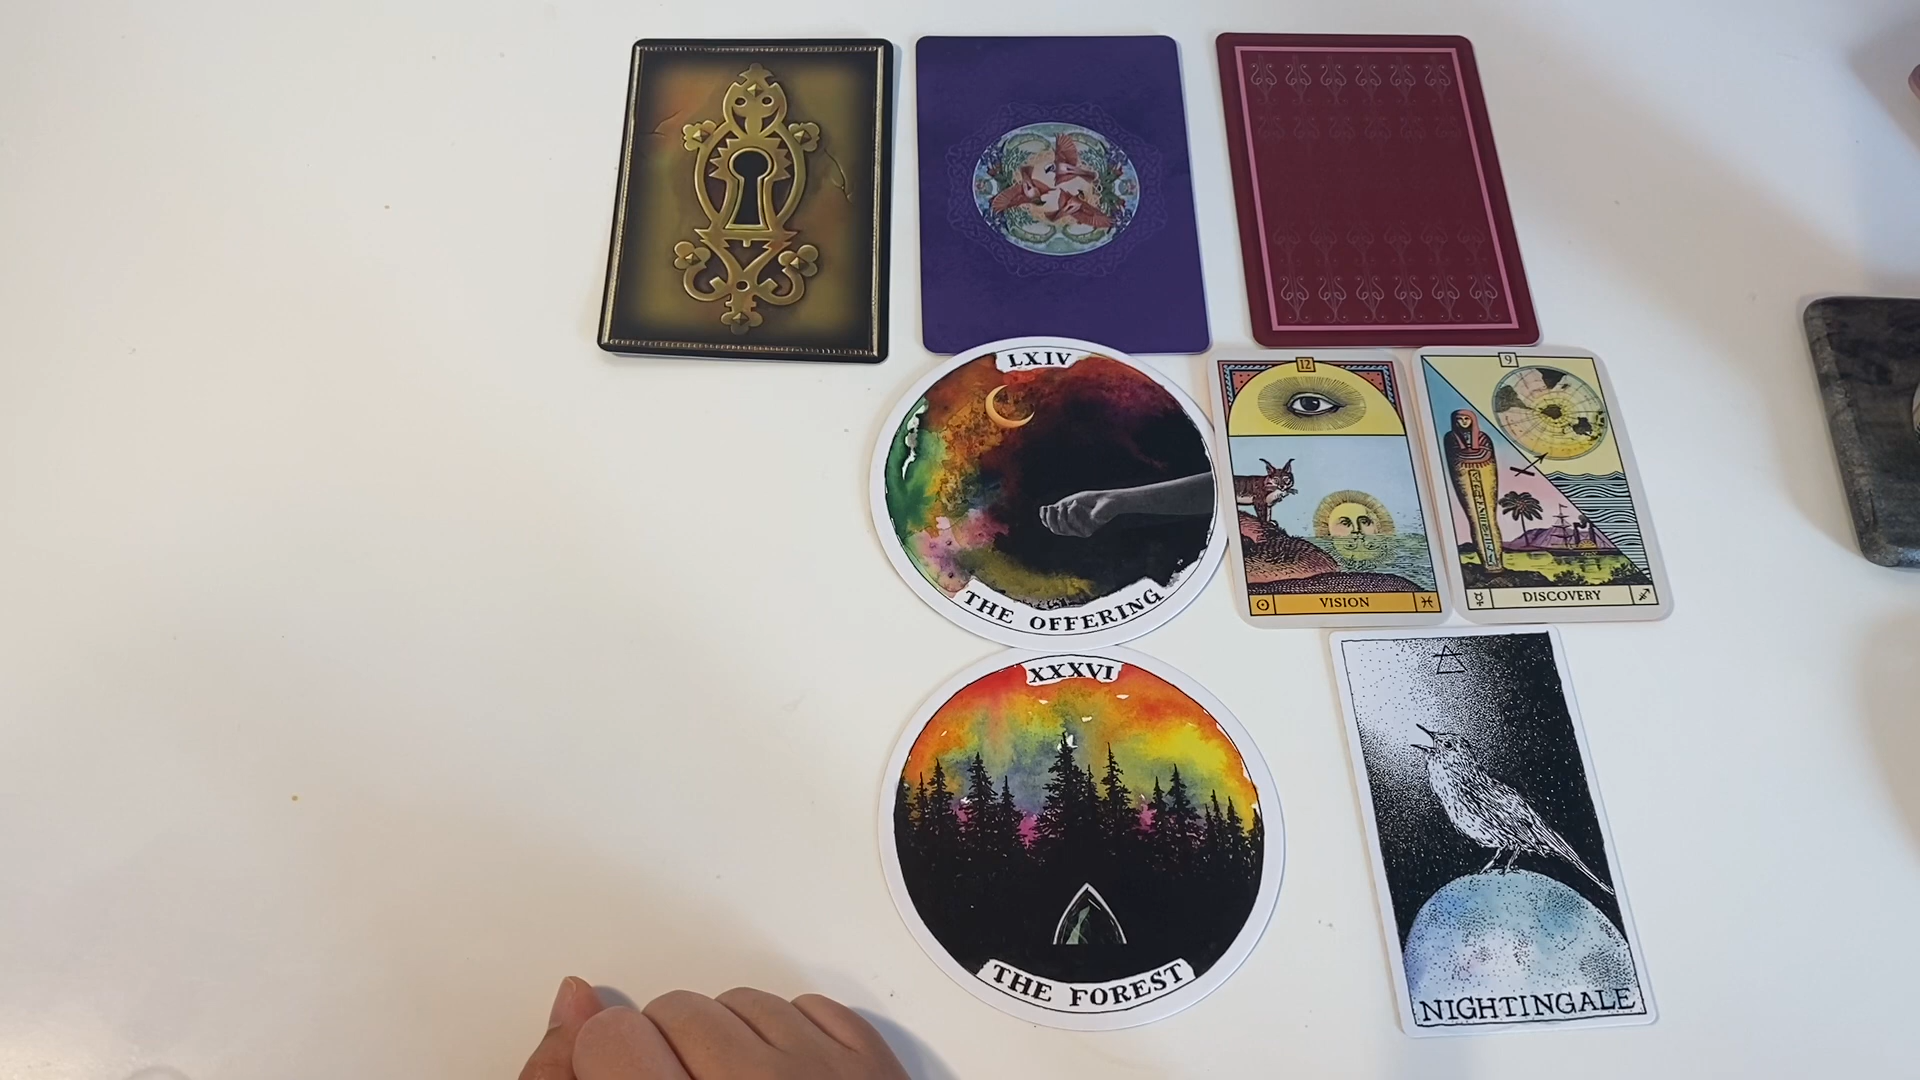 LXIV
THE OFFERING
12
VISION
9
DISCOVERY
XXXVI
THE FOREST
NIGHTINGALE